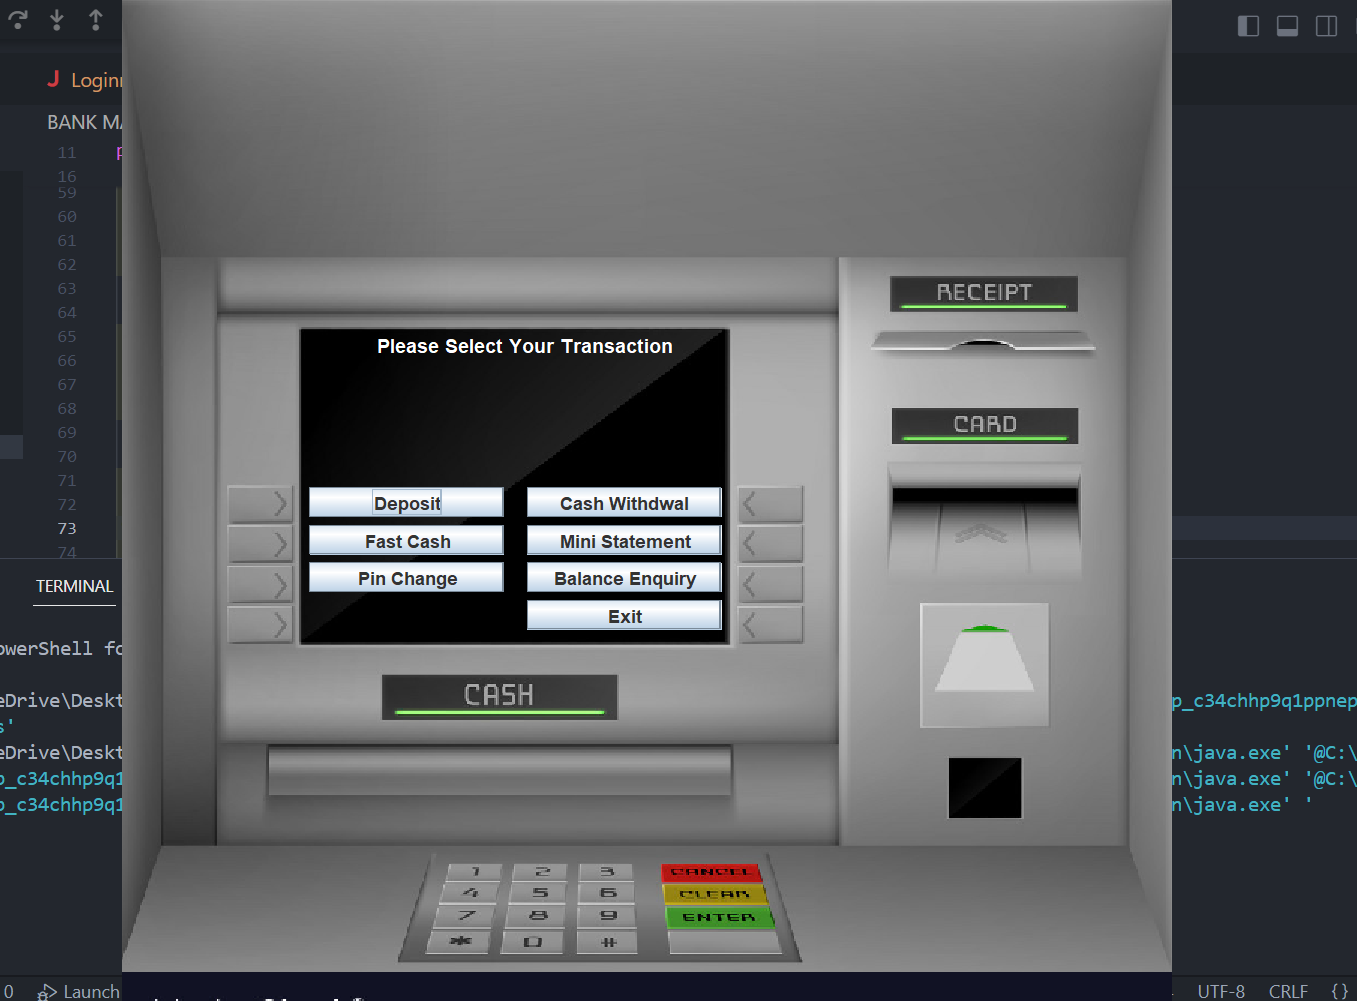 J Login
BANK MA
11
16
59
60
61
62
63
64
65
66
67
68
69
70
71
72
73
74
RECEIPT
Please Select Your Transaction
CARD
Deposit
Cash Withdwal
Fast Cash
Mini Statement
Pin Change
Balance Enquiry
Exit
CASH
TERMINAL
owerShell fo
eDrive\Deskt
p_c34chhp9q1ppnep
s'
eDrive\Deskt
n\java.exe' '@C:\
p_c34chhp9q1
n\java.exe' '@C:\
p_c34chhp9q1
n\java.exe' '
1 2 3 CANCEL
4 5 6 CLEAR
7 8 9 ENTER
* 0 #
0
Launch
UTF-8
CRLF
{}